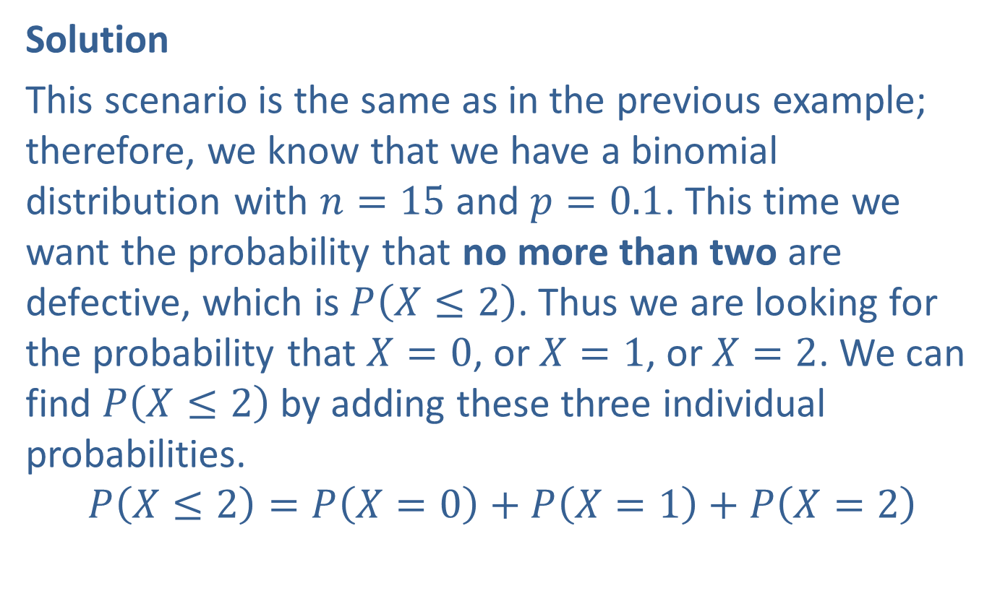 Solution
This scenario is the same as in the previous example;
therefore, we know that we have a binomial
distribution with 𝑛 = 15 and 𝑝 = 0.1. This time we
want the probability that no more than two are
defective, which is 𝑃(𝑋 ≤ 2). Thus we are looking for
the probability that 𝑋 = 0, or 𝑋 = 1, or 𝑋 = 2. We can
find 𝑃(𝑋 ≤ 2) by adding these three individual
probabilities.
𝑃(𝑋 ≤ 2) = 𝑃(𝑋 = 0) + 𝑃(𝑋 = 1) + 𝑃(𝑋 = 2)